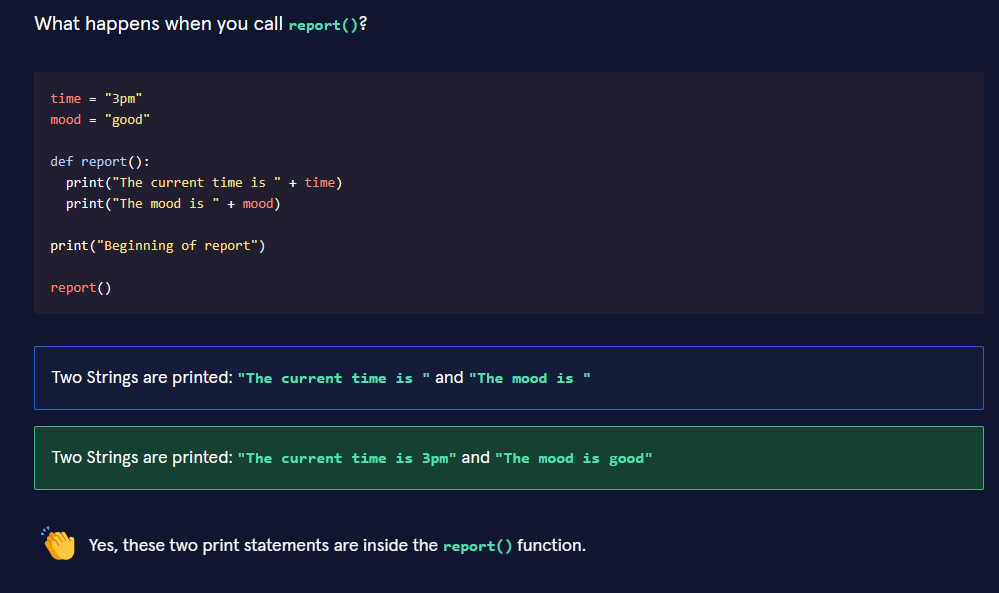 What happens when you call report()?
time = "3pm"
mood = "good"
def report():
  print("The current time is " + time)
  print("The mood is " + mood)
print("Beginning of report")
report()
Two Strings are printed: "The current time is " and "The mood is "
Two Strings are printed: "The current time is 3pm" and "The mood is good"
Yes, these two print statements are inside the report() function.